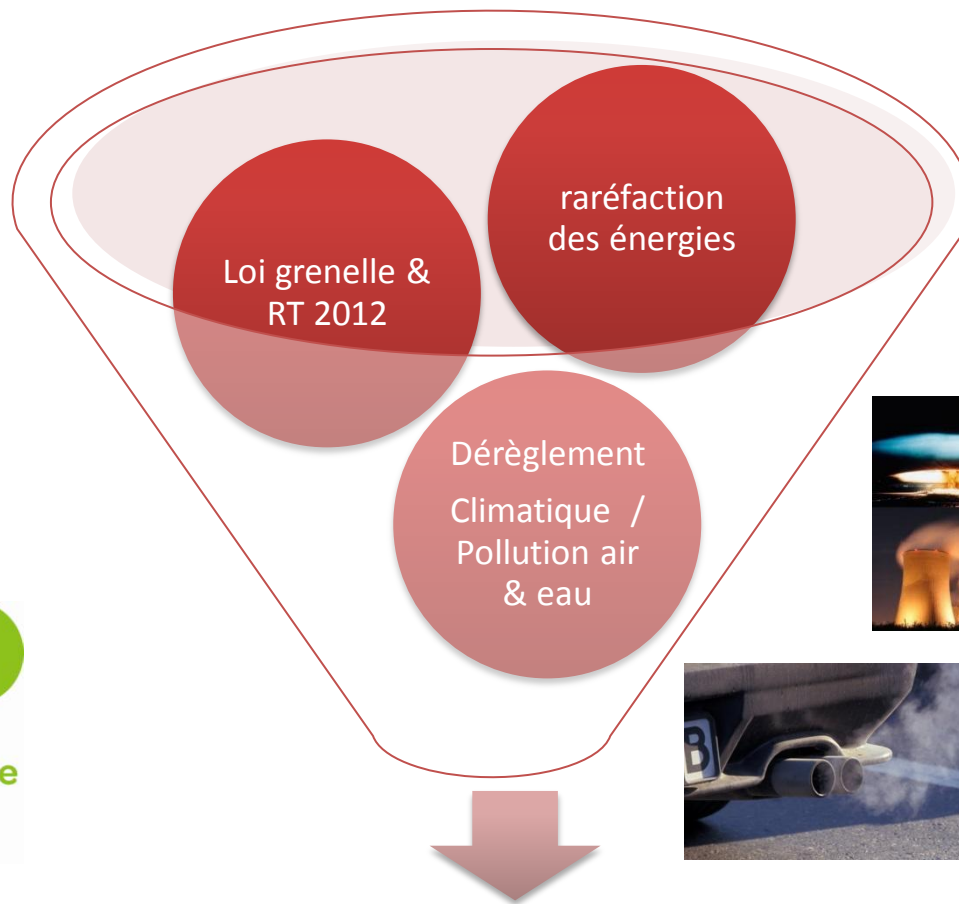 raréfaction
des énergies
Loi grenelle &
RT 2012
Dérèglement
Climatique /
Pollution air
& eau
e
B